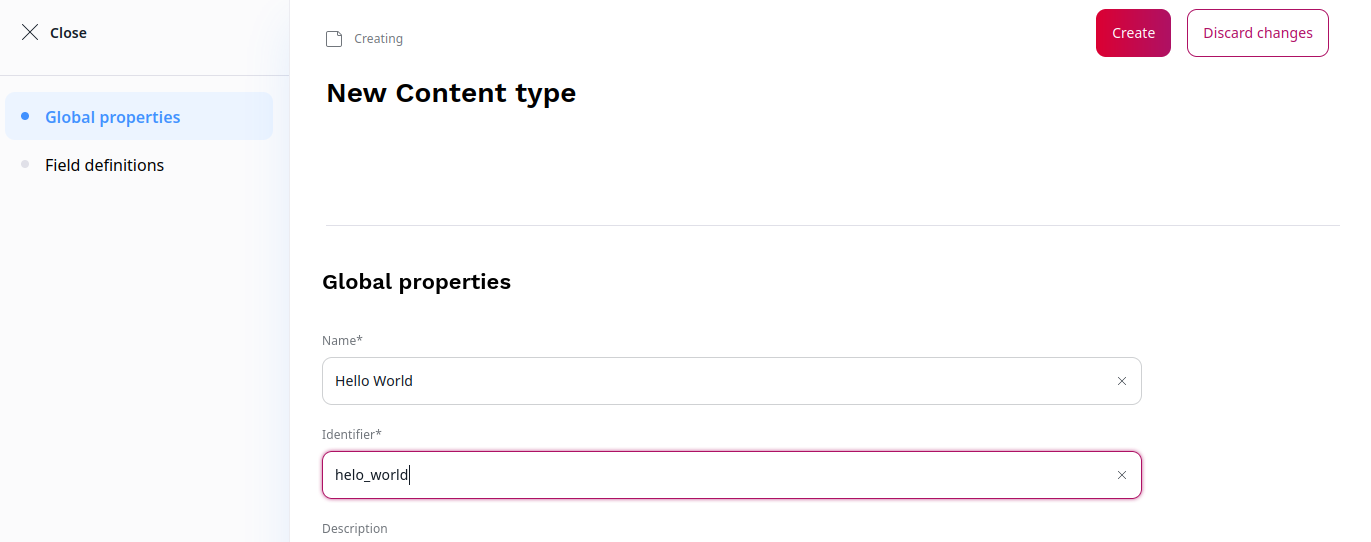 Close
Global properties
Field definitions
Creating
Create
Discard changes
New Content type
Global properties
Name*
Hello World
Identifier*
helo_world
Description